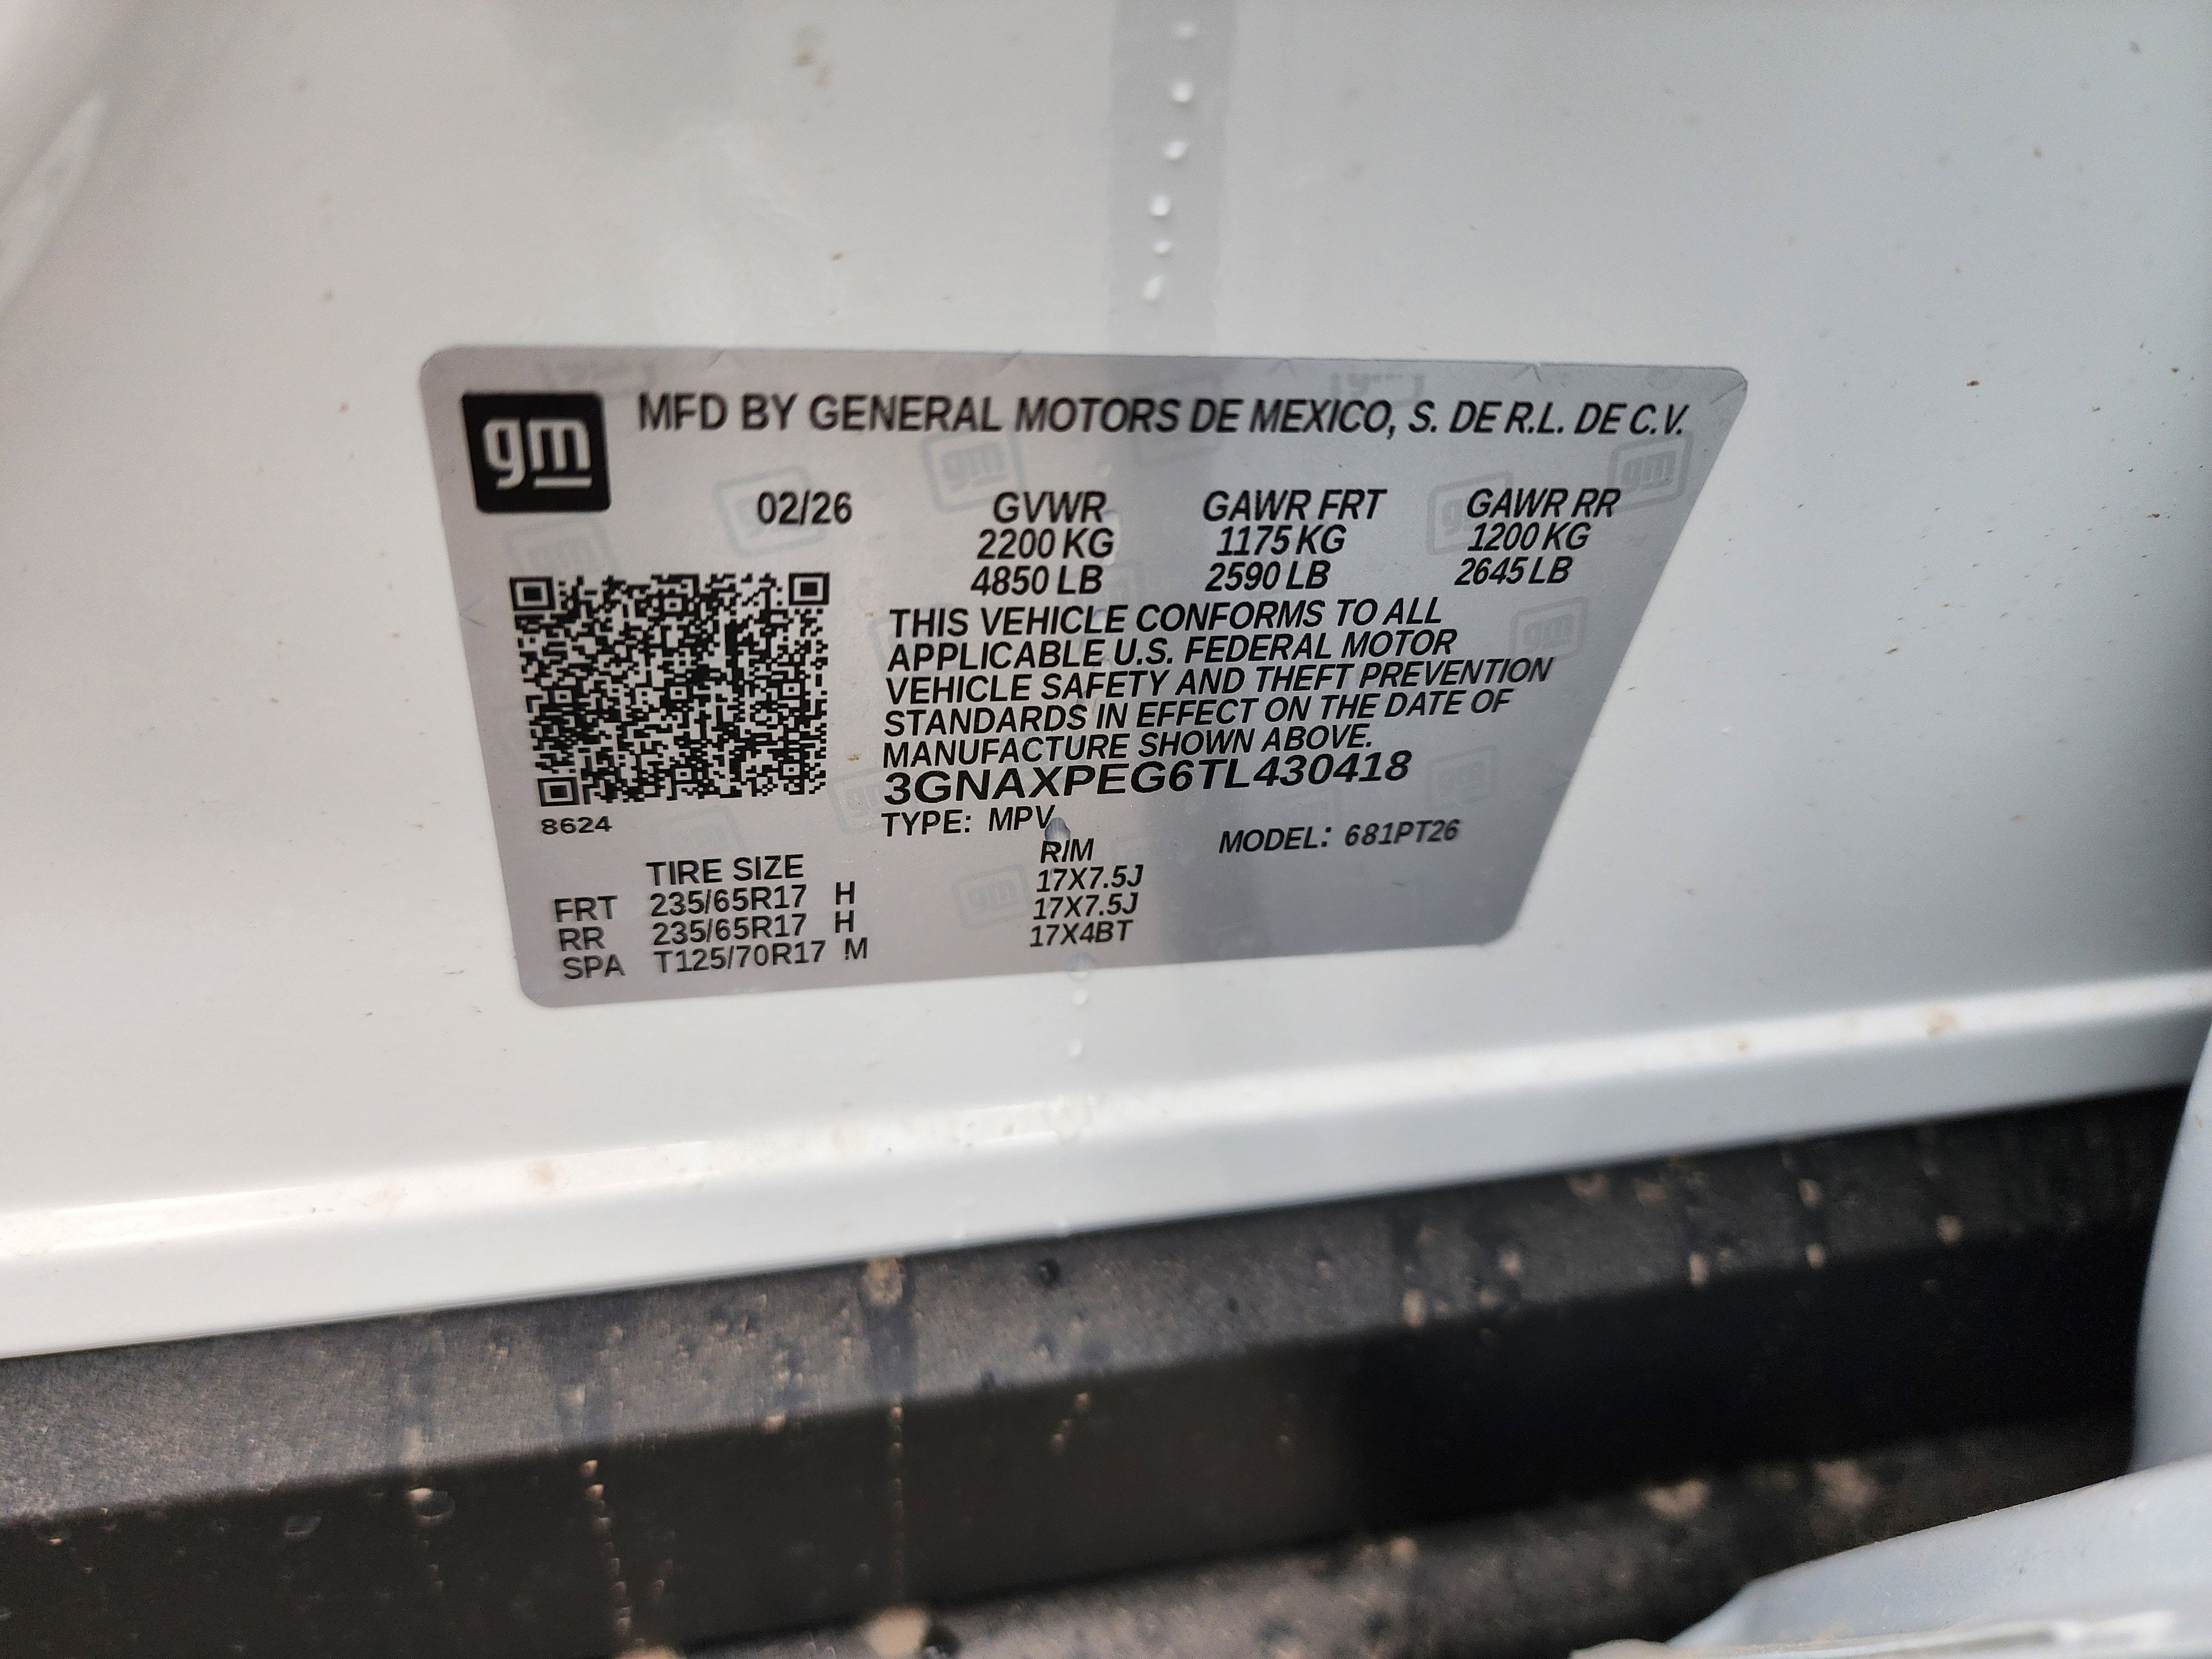 gm MFD BY GENERAL MOTORS DE MEXICO, S. DE R.L. DE C.V.
02/26 GVWR GAWR FRT GAWR RR
2200 KG 1175 KG 1200 KG
4850 LB 2590 LB 2645 LB
THIS VEHICLE CONFORMS TO ALL
APPLICABLE U.S. FEDERAL MOTOR
VEHICLE SAFETY AND THEFT PREVENTION
STANDARDS IN EFFECT ON THE DATE OF
MANUFACTURE SHOWN ABOVE.
3GNAXPEG6TL430418
8624 TYPE: MPV MODEL: 681PT26
TIRE SIZE RIM
FRT 235/65R17 H 17X7.5J
RR 235/65R17 H 17X7.5J
SPA T125/70R17 M 17X4BT